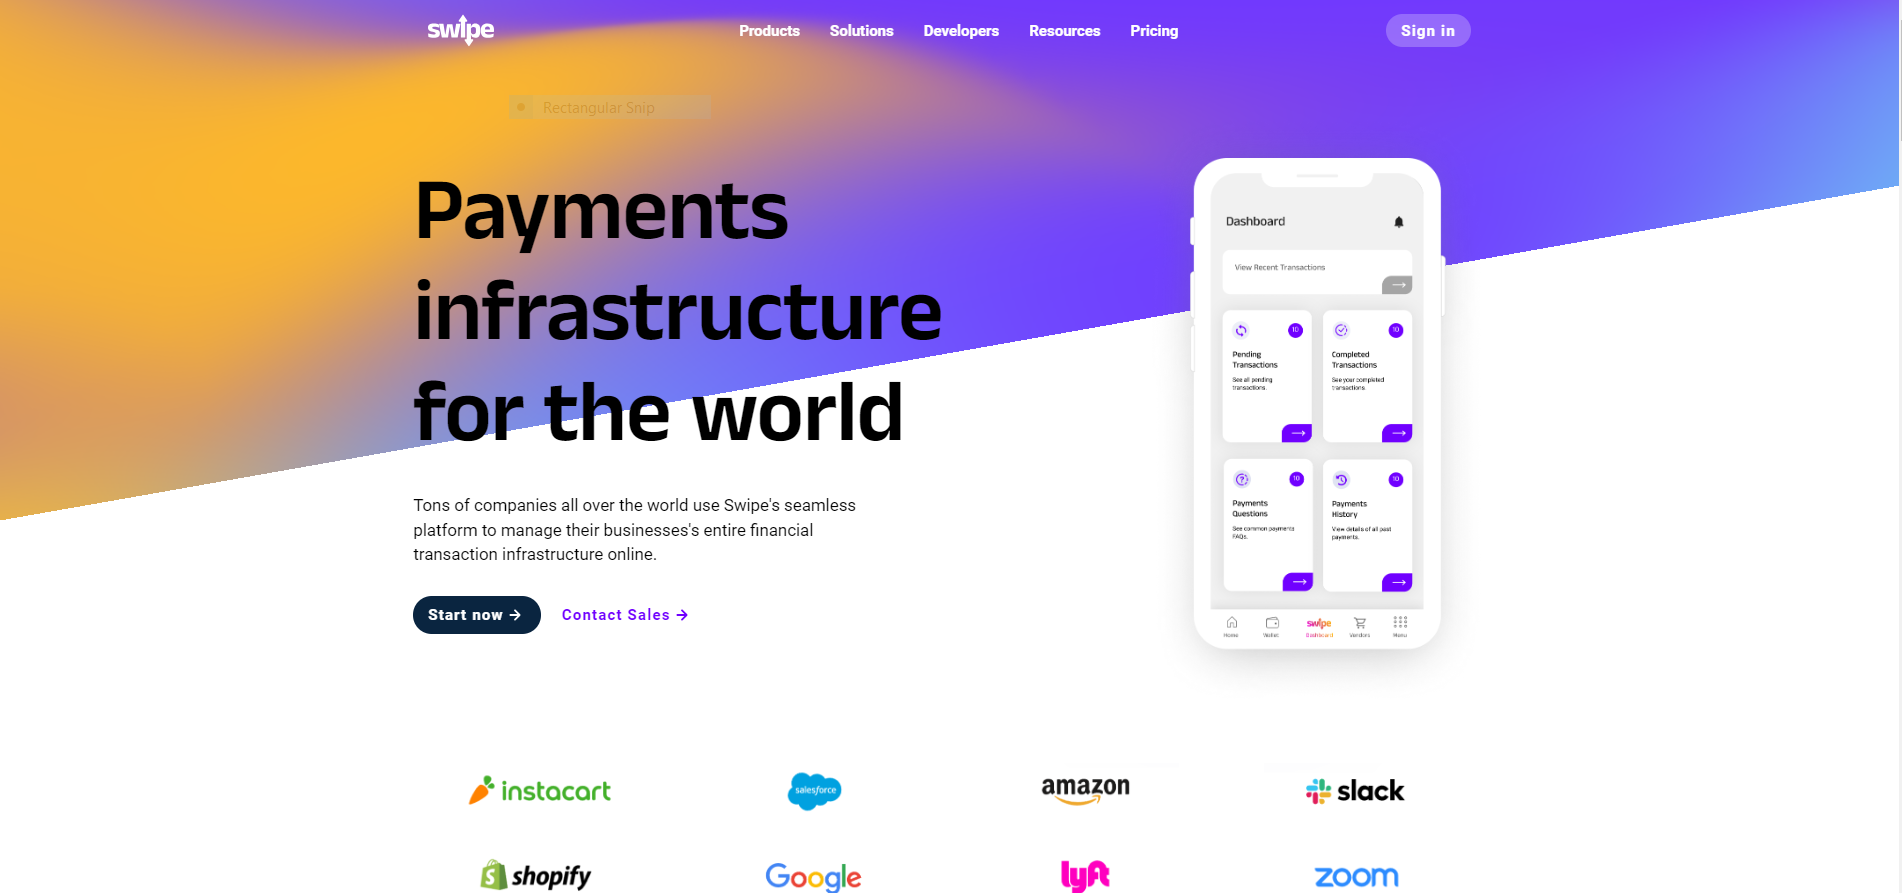 swipe
Products Solutions Developers Resources Pricing
Sign in
Rectangular Snip
Payments
infrastructure
for the world
Tons of companies all over the world use Swipe's seamless
platform to manage their businesses's entire financial
transaction infrastructure online.
Start now →
Contact Sales →
Dashboard
View Recent Transactions
10
Pending
Transactions
See all pending
transactions.
10
Completed
Transactions
See your completed
transactions
10
Payments
Questions
See common payments
FAQs.
10
Payments
History
View details of all past
payments.
Home
Wallet
swipe
Dashboard
Vendors
Menu
instacart
salesforce
amazon
slack
shopify
Google
lyft
zoom